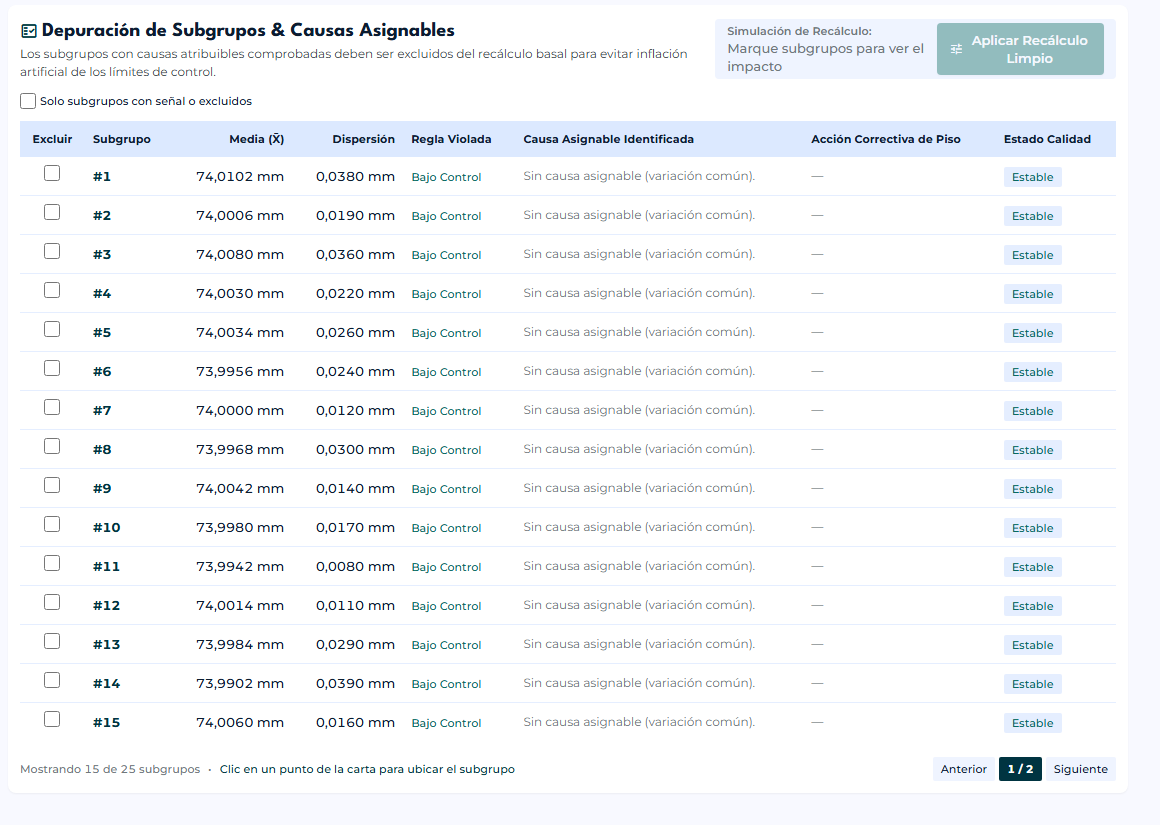 Depuración de Subgrupos & Causas Asignables
Los subgrupos con causas atribuibles comprobadas deben ser excluidos del recálculo basal para evitar inflación
artificial de los límites de control.
Simulación de Recálculo:
Marque subgrupos para ver el
impacto
Aplicar Recálculo
Limpio
Solo subgrupos con señal o excluidos
Excluir Subgrupo Media (X̄) Dispersión Regla Violada Causa Asignable Identificada Acción Correctiva de Piso Estado Calidad
#1 74,0102 mm 0,0380 mm Bajo Control Sin causa asignable (variación común). — Estable
#2 74,0006 mm 0,0190 mm Bajo Control Sin causa asignable (variación común). — Estable
#3 74,0080 mm 0,0360 mm Bajo Control Sin causa asignable (variación común). — Estable
#4 74,0030 mm 0,0220 mm Bajo Control Sin causa asignable (variación común). — Estable
#5 74,0034 mm 0,0260 mm Bajo Control Sin causa asignable (variación común). — Estable
#6 73,9956 mm 0,0240 mm Bajo Control Sin causa asignable (variación común). — Estable
#7 74,0000 mm 0,0120 mm Bajo Control Sin causa asignable (variación común). — Estable
#8 73,9968 mm 0,0300 mm Bajo Control Sin causa asignable (variación común). — Estable
#9 74,0042 mm 0,0140 mm Bajo Control Sin causa asignable (variación común). — Estable
#10 73,9980 mm 0,0170 mm Bajo Control Sin causa asignable (variación común). — Estable
#11 73,9942 mm 0,0080 mm Bajo Control Sin causa asignable (variación común). — Estable
#12 74,0014 mm 0,0110 mm Bajo Control Sin causa asignable (variación común). — Estable
#13 73,9984 mm 0,0290 mm Bajo Control Sin causa asignable (variación común). — Estable
#14 73,9902 mm 0,0390 mm Bajo Control Sin causa asignable (variación común). — Estable
#15 74,0060 mm 0,0160 mm Bajo Control Sin causa asignable (variación común). — Estable
Mostrando 15 de 25 subgrupos · Clic en un punto de la carta para ubicar el subgrupo Anterior 1 / 2 Siguiente